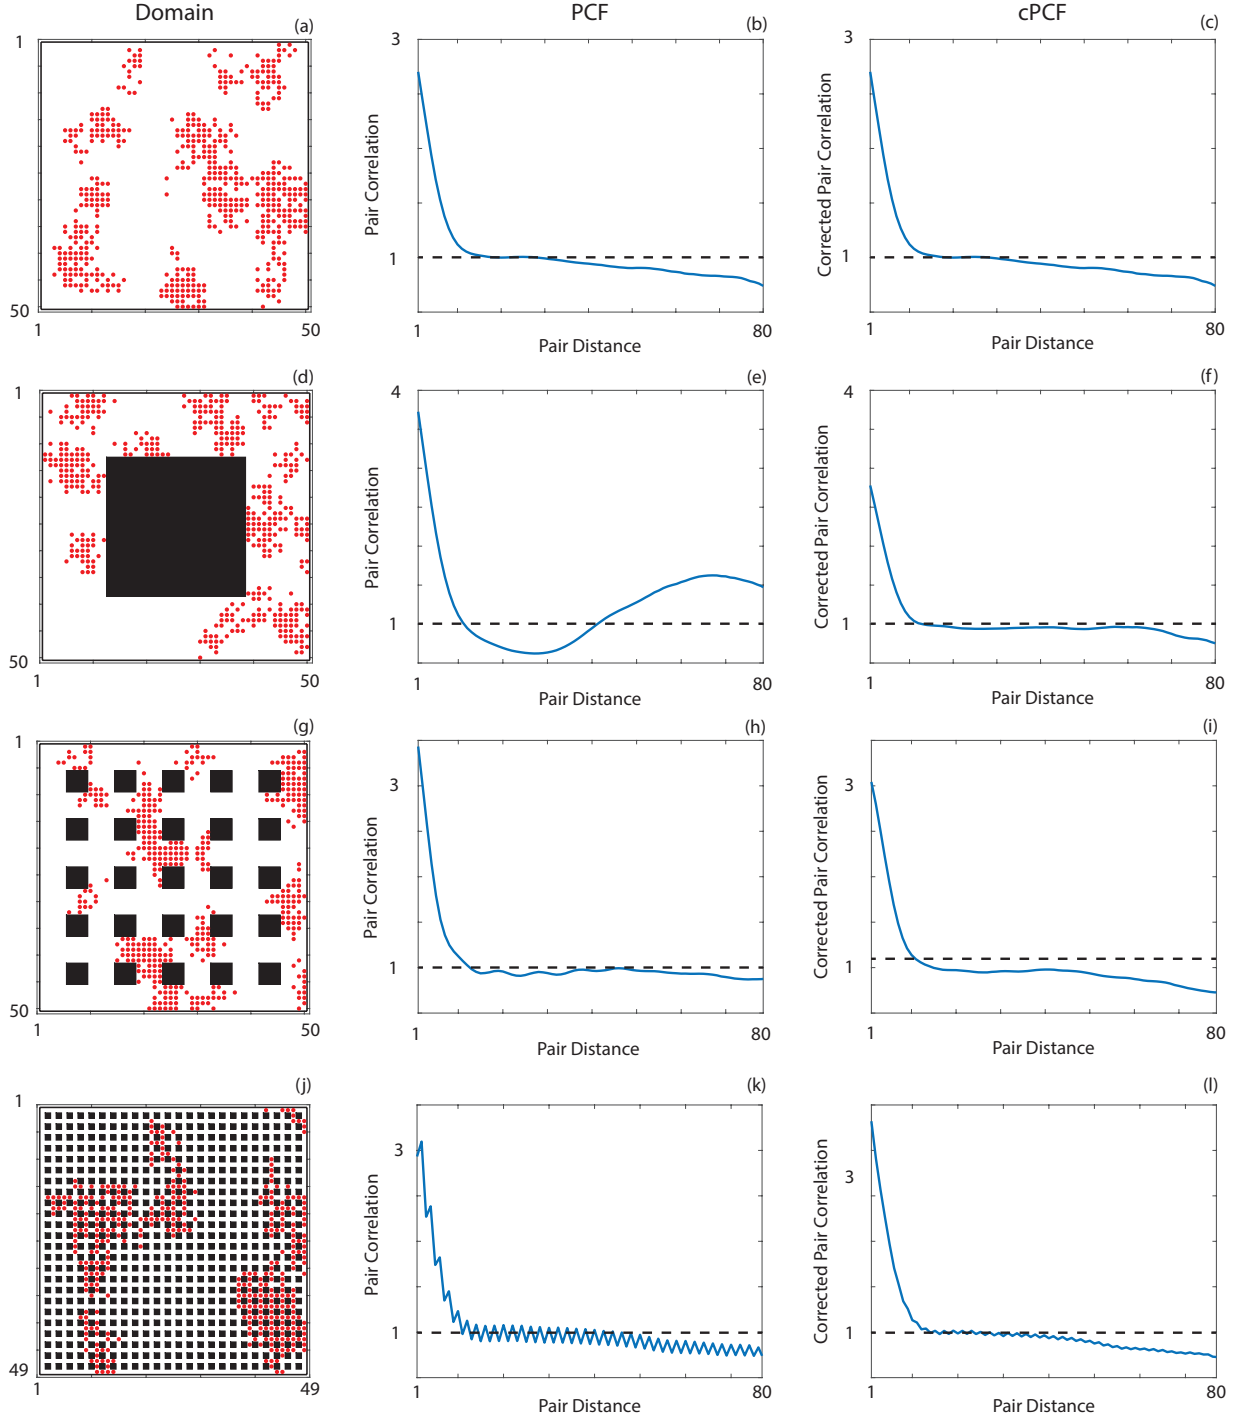 Domain
PCF
cPCF
(a)
(b)
(c)
1
50
1
50
3
1
Pair Correlation
1
80
Pair Distance
3
1
Corrected Pair Correlation
1
80
Pair Distance
(d)
(e)
(f)
1
50
1
50
4
1
Pair Correlation
1
80
Pair Distance
4
1
Corrected Pair Correlation
1
80
Pair Distance
(g)
(h)
(i)
1
50
1
50
3
1
Pair Correlation
1
80
Pair Distance
3
1
Corrected Pair Correlation
1
80
Pair Distance
(j)
(k)
(l)
1
49
1
49
3
1
Pair Correlation
1
80
Pair Distance
3
1
Corrected Pair Correlation
1
80
Pair Distance